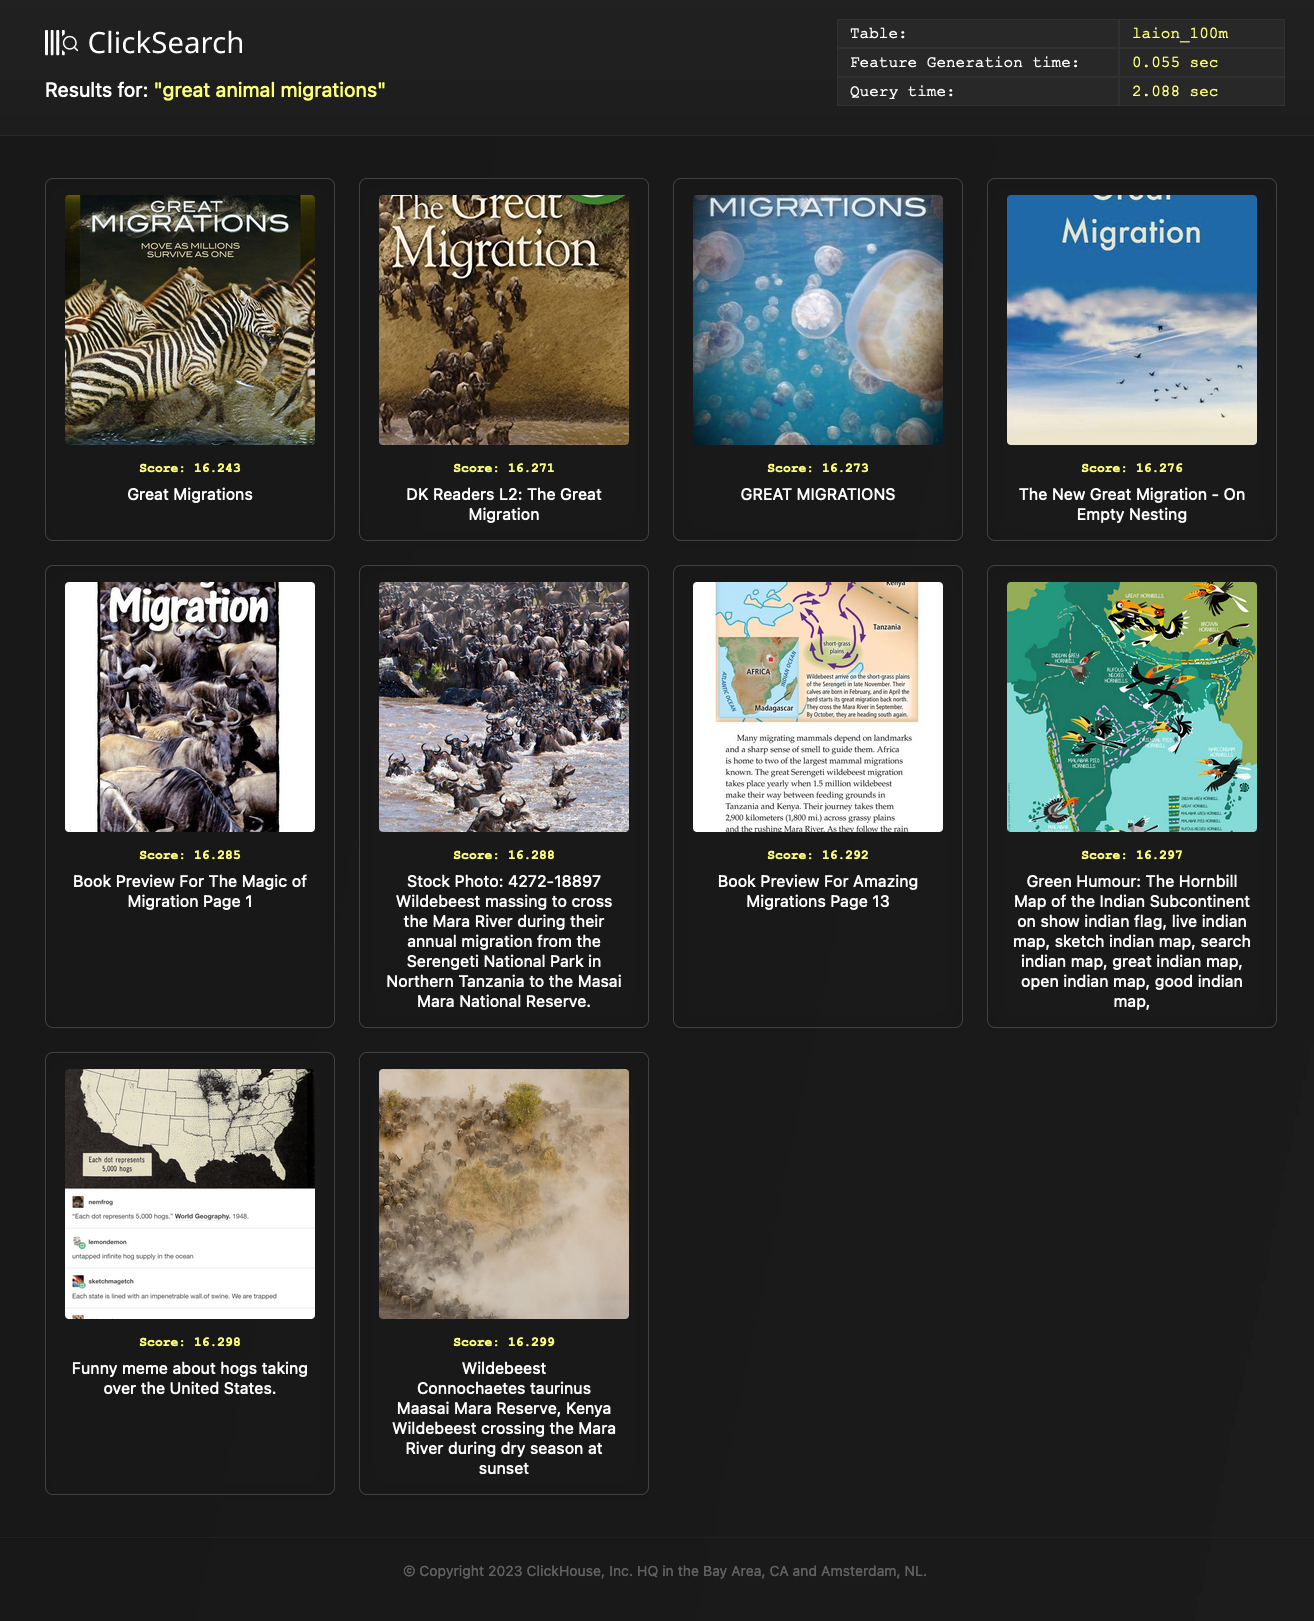 ClickSearch
Results for: "great animal migrations"
Table: laion_100m
Feature Generation time: 0.055 sec
Query time: 2.088 sec
GREAT
MIGRATIONS
MOVE AS MILLIONS
SURVIVE AS ONE
Score: 16.243
Great Migrations
The Great
Migration
Score: 16.271
DK Readers L2: The Great
Migration
MIGRATIONS
Score: 16.273
GREAT MIGRATIONS
Great
Migration
Score: 16.276
The New Great Migration - On
Empty Nesting
Migration
Score: 16.285
Book Preview For The Magic of
Migration Page 1
Score: 16.288
Stock Photo: 4272-18897
Wildebeest massing to cross
the Mara River during their
annual migration from the
Serengeti National Park in
Northern Tanzania to the Masai
Mara National Reserve.
Kenya
Tanzania
short-grass
plains
AFRICA
ATLANTIC OCEAN
INDIAN OCEAN
Madagascar
Wildebeest arrive on the short-grass plains
of the Serengeti in late November. Their
calves are born in February, and in April the
herd starts its great migration back north.
They cross the Mara River in September.
By October, they are heading south again.
Many migrating mammals depend on landmarks
and a sharp sense of smell to guide them. Africa
is home to two of the largest mammal migrations
known. The great Serengeti wildebeest migration
takes place yearly when 1.5 million wildebeest
make their way between feeding grounds in
Tanzania and Kenya. Their journey takes them
2,900 kilometers (1,800 mi.) across grassy plains
and the rushing Mara River. As they follow the rain
Score: 16.292
Book Preview For Amazing
Migrations Page 13
GREAT HORNBILLS
BROWN
HORNBILL
INDIAN GREY
HORNBILL
RUFOUS
NECKED
HORNBILLS
MALABAR PIED
HORNBILLS
NARCONDAM
HORNBILLS
MALABAR
Score: 16.297
Green Humour: The Hornbill
Map of the Indian Subcontinent
on show indian flag, live indian
map, sketch indian map, search
indian map, great indian map,
open indian map, good indian
map,
Each dot represents
5,000 hogs
nemfrog
"Each dot represents 5,000 hogs." World Geography. 1948.
lemondemon
untapped infinite hog supply in the ocean
sketchmagetch
Each state is lined with an impenetrable wall of swine. We are trapped
Score: 16.298
Funny meme about hogs taking
over the United States.
Score: 16.299
Wildebeest
Connochaetes taurinus
Maasai Mara Reserve, Kenya
Wildebeest crossing the Mara
River during dry season at
sunset
© Copyright 2023 ClickHouse, Inc. HQ in the Bay Area, CA and Amsterdam, NL.